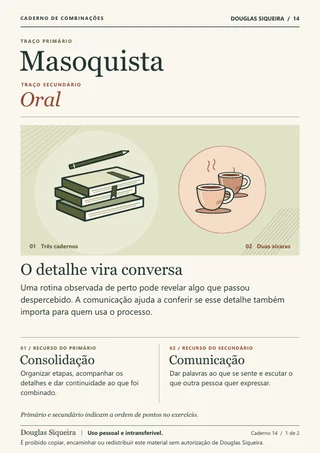 CADERNO DE COMBINAÇÕES
DOUGLAS SIQUEIRA / 14
TRAÇO PRIMÁRIO
Masoquista
TRAÇO SECUNDÁRIO
Oral
01 Três cadernos
02 Duas xícaras
O detalhe vira conversa
Uma rotina observada de perto pode revelar algo que passou
despercebido. A comunicação ajuda a conferir se esse detalhe também
importa para quem usa o processo.
01 / RECURSO DO PRIMÁRIO
Consolidação
Organizar etapas, acompanhar os
detalhes e dar continuidade ao que foi
combinado.
02 / RECURSO DO SECUNDÁRIO
Comunicação
Dar palavras ao que se sente e escutar o
que outra pessoa quer expressar.
Primário e secundário indicam a ordem de pontos no exercício.
Douglas Siqueira | Uso pessoal e intransferível.
Caderno 14 / 1 de 2
É proibido copiar, encaminhar ou redistribuir este material sem autorização de Douglas Siqueira.